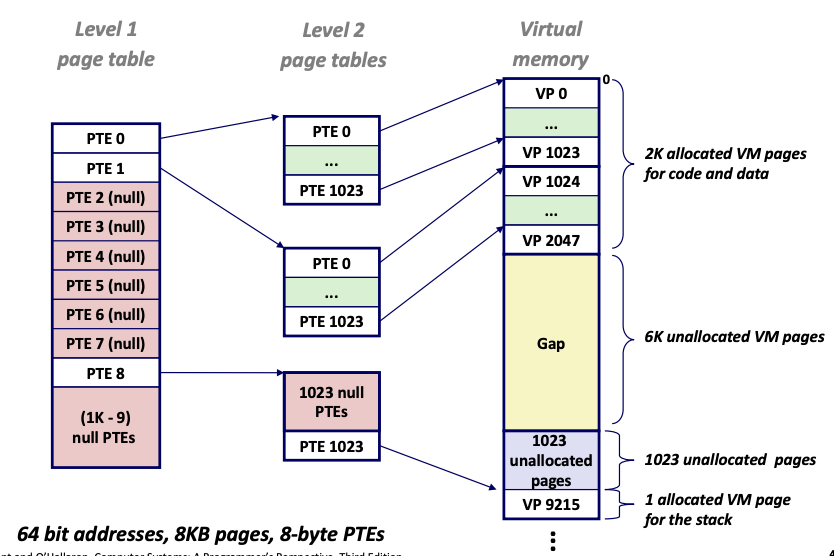 Level 1
page table
Level 2
page tables
Virtual
memory
PTE 0
PTE 1
PTE 2 (null)
PTE 3 (null)
PTE 4 (null)
PTE 5 (null)
PTE 6 (null)
PTE 7 (null)
PTE 8
(1K - 9)
null PTEs
PTE 0
...
PTE 1023
PTE 0
...
PTE 1023
1023 null
PTEs
PTE 1023
0
VP 0
...
VP 1023
VP 1024
...
VP 2047
Gap
1023
unallocated
pages
VP 9215
2K allocated VM pages
for code and data
6K unallocated VM pages
1023 unallocated pages
1 allocated VM page
for the stack
64 bit addresses, 8KB pages, 8-byte PTEs
and O'Hallaron, Computer Systems: A Programmer's Perspective, Third Edition